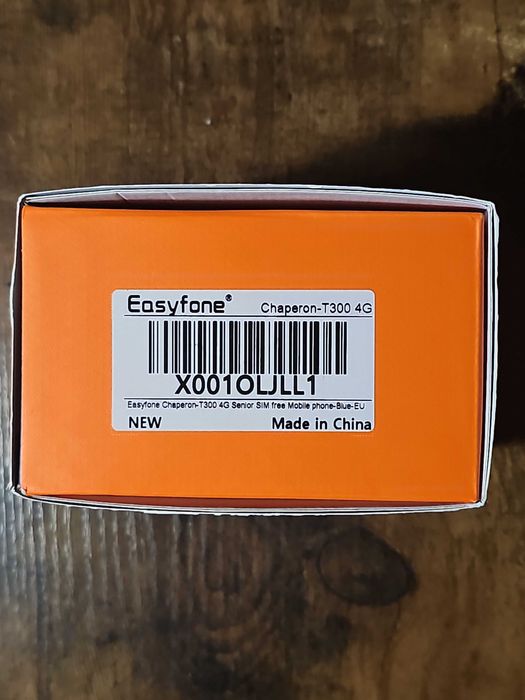 Easyfone®
Chaperon-T300 4G
X001OLJLL1
Easyfone Chaperon-T300 4G Senior SIM free Mobile phone-Blue-EU
NEW
Made in China